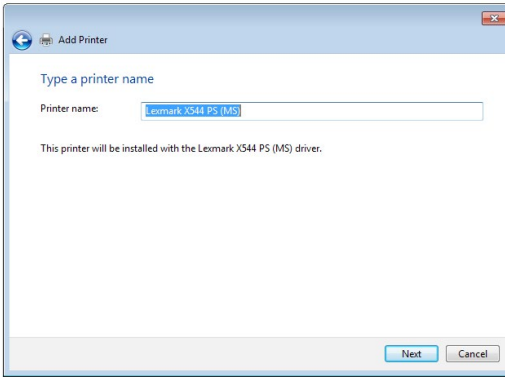 Add Printer
Type a printer name
Printer name: Lexmark X544 PS (MS)
This printer will be installed with the Lexmark X544 PS (MS) driver.
Next Cancel